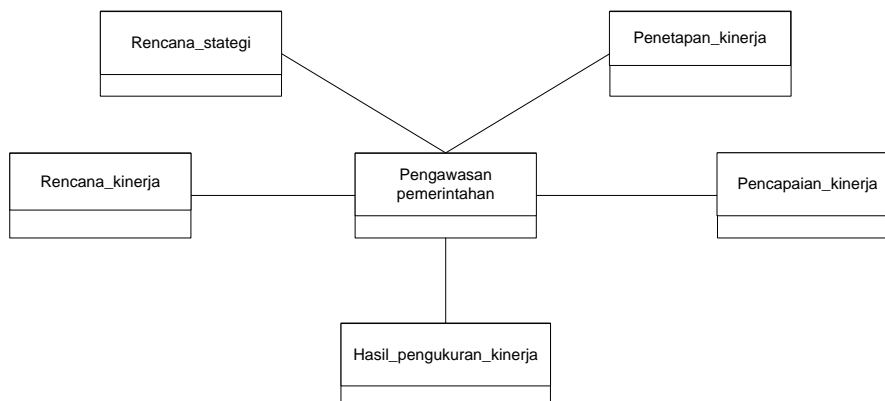 Rencana_stategi
Penetapan_kinerja
Rencana_kinerja
Pengawasan
pemerintahan
Pencapaian_kinerja
Hasil_pengukuran_kinerja